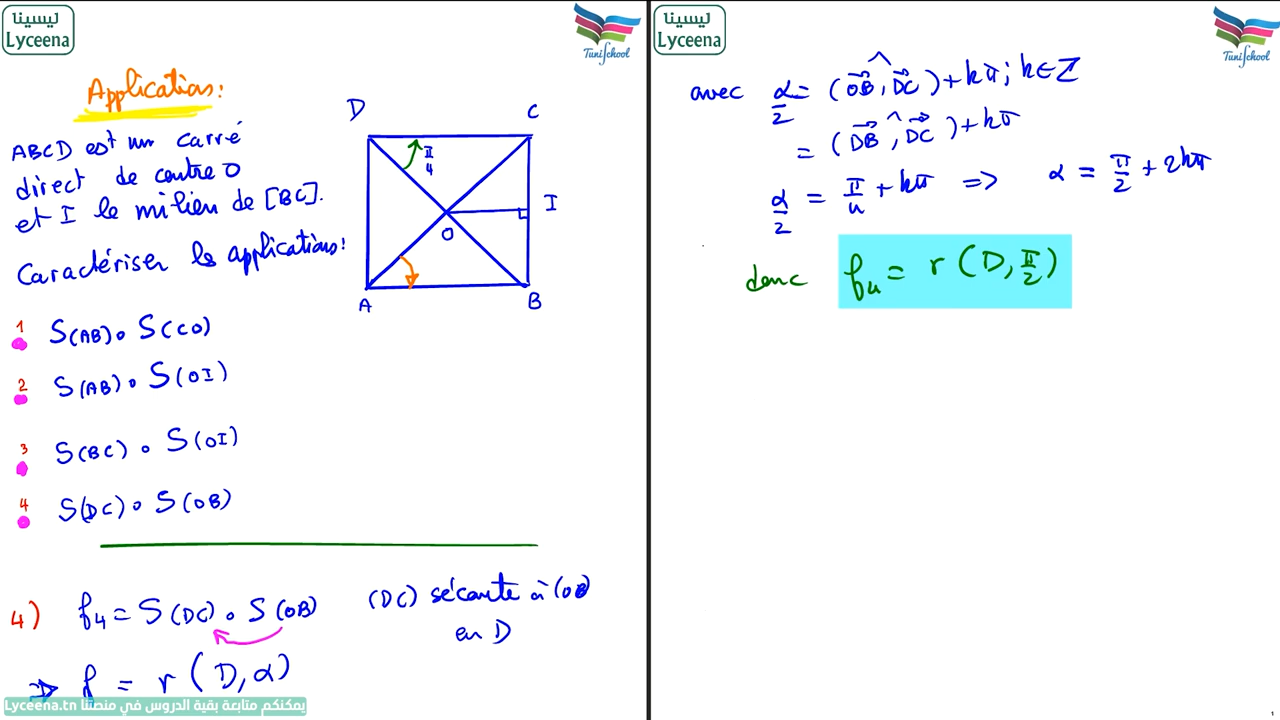 ليسينا
Lyceena
TuniSchool
Application:
ABCD est un carré
direct de centre O
et I le milieu de [BC].
Caractériser les applications:
1 S(AB) ∘ S(CO)
2 S(AB) ∘ S(OI)
3 S(BC) ∘ S(OI)
4 S(DC) ∘ S(OB)
D C
π/4
I
O
A B
4) f₄ = S(DC) ∘ S(OB) (DC) sécante à (OB)
en D
⇒ f = r(D,α)
Lyceena.tn يمكنكم متابعة بقية الدروس في منصتنا
ليسينا
Lyceena
TuniSchool
avec α/2 = (OB⃗,^DC⃗) + kπ; k∈ℤ
= (DB⃗,^DC⃗) + kπ
α/2 = π/4 + kπ ⇒ α = π/2 + 2kπ
donc f₄ = r(D, π/2)
1